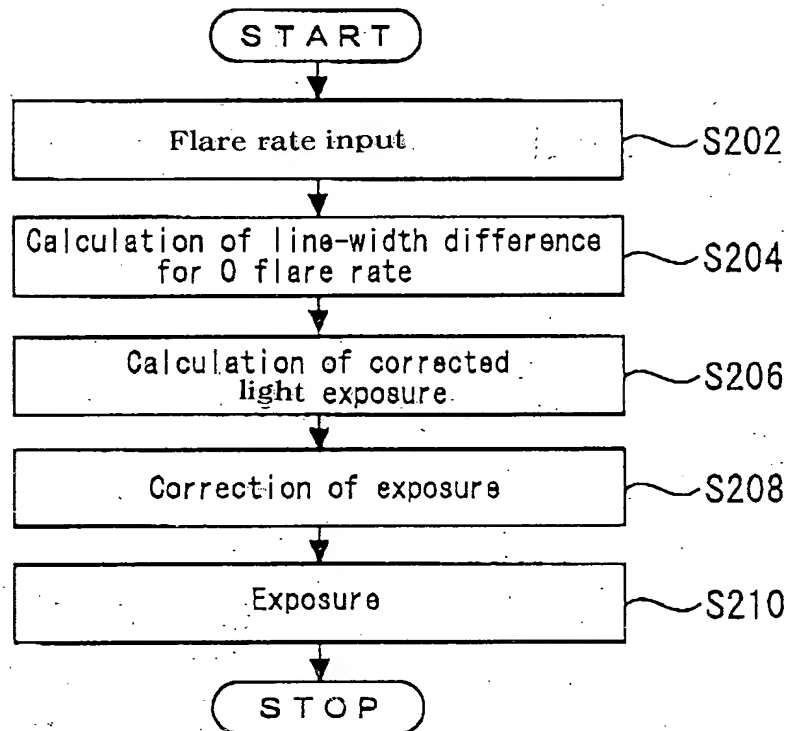 START
Flare rate input
S202
Calculation of line-width difference
for 0 flare rate
S204
Calculation of corrected
light exposure
S206
Correction of exposure
S208
Exposure
S210
STOP